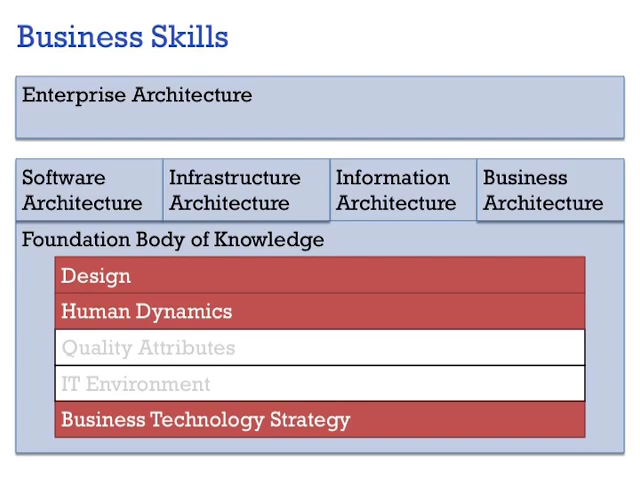 Business Skills
Enterprise Architecture
Software Architecture
Infrastructure Architecture
Information Architecture
Business Architecture
Foundation Body of Knowledge
Design
Human Dynamics
Quality Attributes
IT Environment
Business Technology Strategy